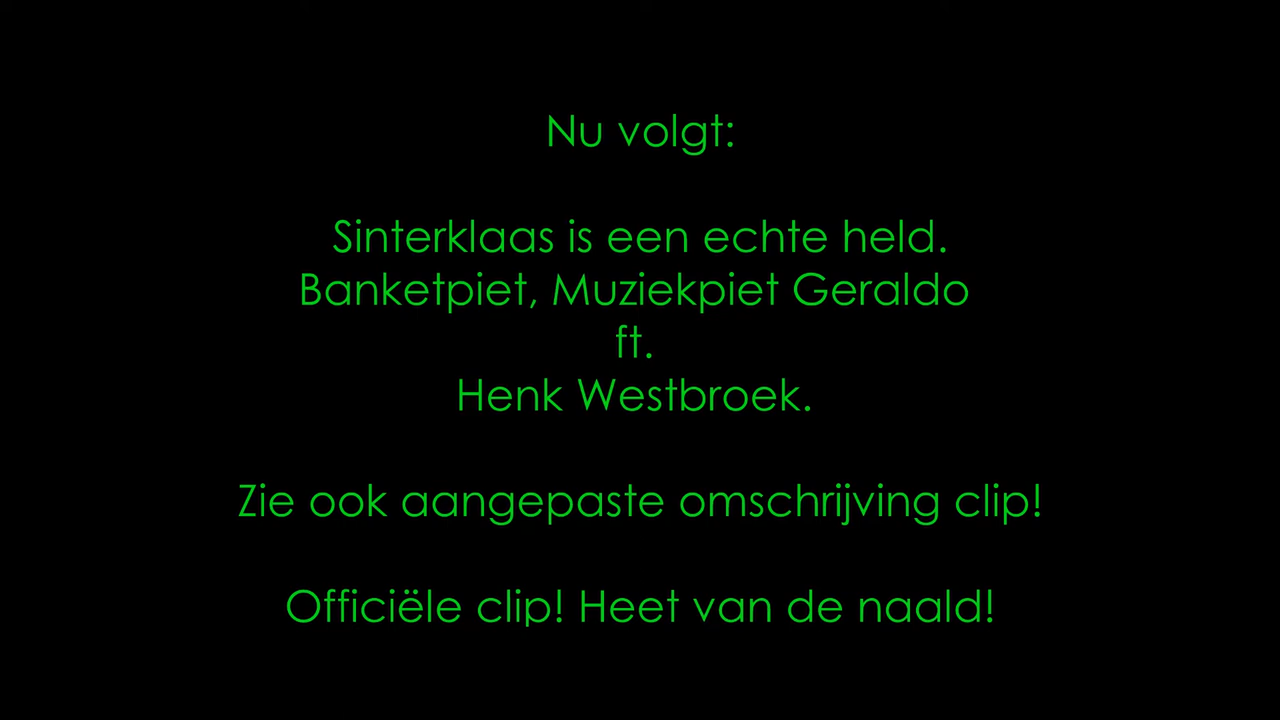 Nu volgt:
Sinterklaas is een echte held.
Banketpiet, Muziekpiet Geraldo
ft.
Henk Westbroek.
Zie ook aangepaste omschrijving clip!
Officiële clip! Heet van de naald!